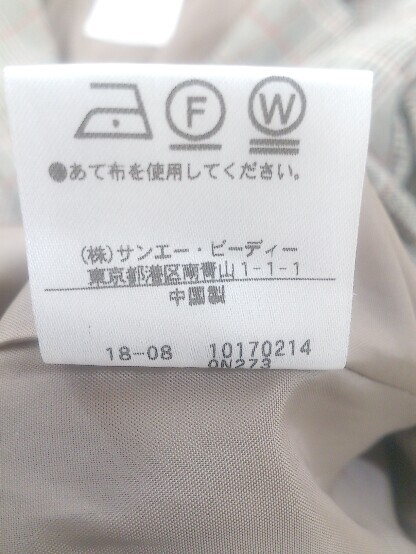 F W
●あて布を使用してください。
(株)サンエー・ビーディー
東京都港区南青山1-1-1
中国製
18-08 10170214
QN273